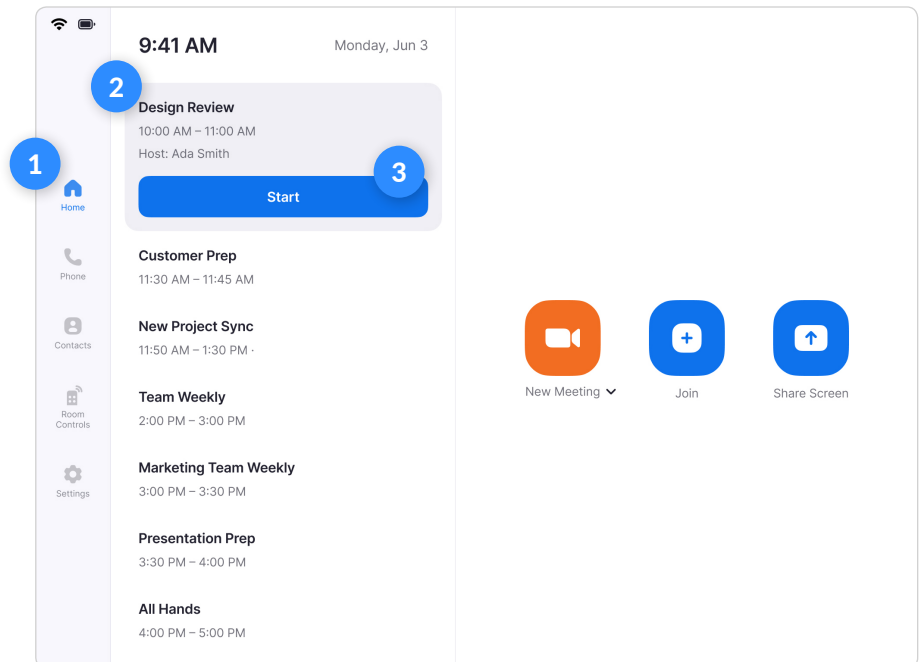 9:41 AM
Monday, Jun 3
2
Design Review
10:00 AM – 11:00 AM
Host: Ada Smith
1
3
Start
Home
Phone
Contacts
Room
Controls
Settings
Customer Prep
11:30 AM – 11:45 AM
New Project Sync
11:50 AM – 1:30 PM ·
Team Weekly
2:00 PM – 3:00 PM
Marketing Team Weekly
3:00 PM – 3:30 PM
Presentation Prep
3:30 PM – 4:00 PM
All Hands
4:00 PM – 5:00 PM
New Meeting
Join
Share Screen